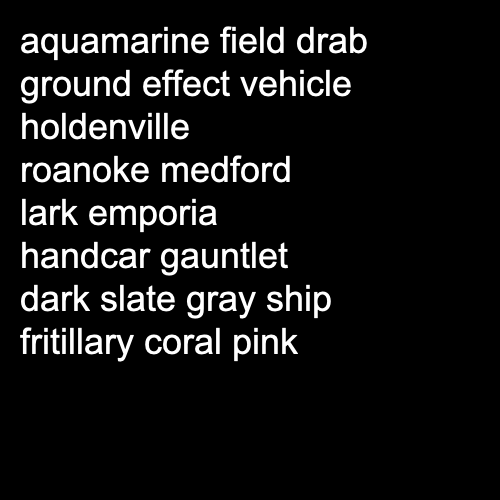 aquamarine field drab
ground effect vehicle
holdenville
roanoke medford
lark emporia
handcar gauntlet
dark slate gray ship
fritillary coral pink